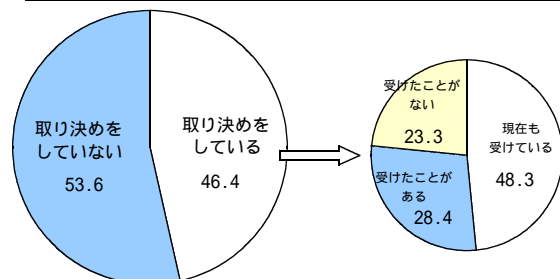 取り決めを
していない
53.6
取り決めを
している
46.4
受けたことが
ない
23.3
現在も
受けている
48.3
受けたことが
ある
28.4